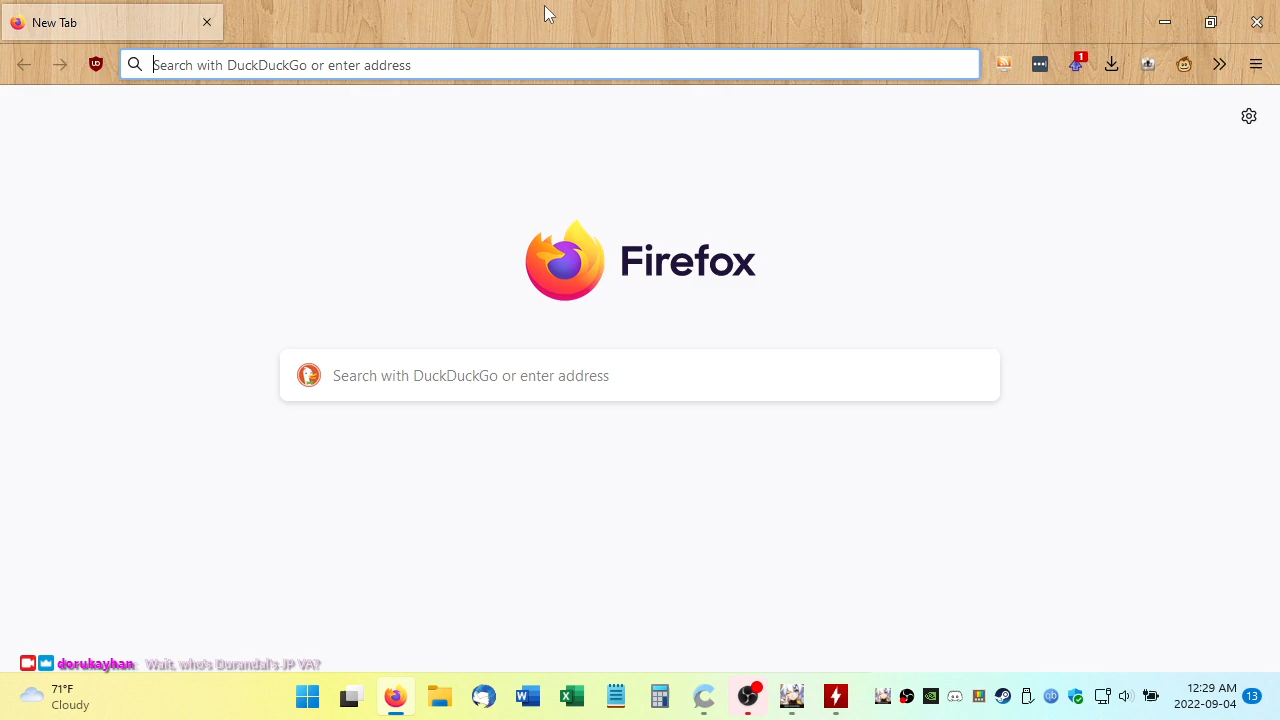 New Tab
Search with DuckDuckGo or enter address
1
Firefox
Search with DuckDuckGo or enter address
dorukayhan: Wait, who's Durandal's JP VA?
71°F
Cloudy
12:29 AM
2022-09-04
13